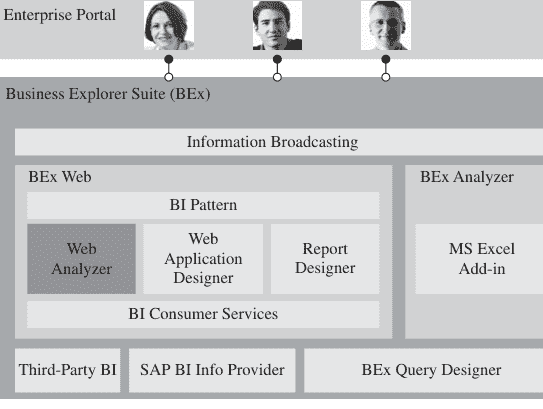 Enterprise Portal
Business Explorer Suite (BEx)
Information Broadcasting
BEx Web
BI Pattern
Web
Analyzer
Web
Application
Designer
Report
Designer
BI Consumer Services
BEx Analyzer
MS Excel
Add-in
Third-Party BI
SAP BI Info Provider
BEx Query Designer